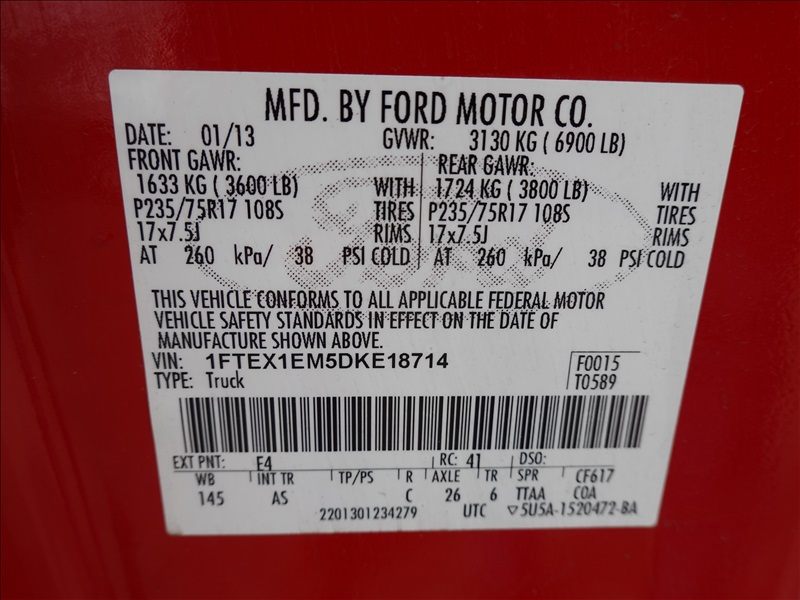 MFD. BY FORD MOTOR CO.
DATE: 01/13 GVWR: 3130 KG ( 6900 LB)
FRONT GAWR: REAR GAWR:
1633 KG ( 3600 LB) WITH 1724 KG ( 3800 LB) WITH
P235/75R17 108S TIRES P235/75R17 108S TIRES
17x7.5J RIMS 17x7.5J RIMS
AT 260 kPa/ 38 PSI COLD AT 260 kPa/ 38 PSI COLD
THIS VEHICLE CONFORMS TO ALL APPLICABLE FEDERAL MOTOR
VEHICLE SAFETY STANDARDS IN EFFECT ON THE DATE OF
MANUFACTURE SHOWN ABOVE.
VIN: 1FTEX1EM5DKE18714 F0015
TYPE: Truck T0589
EXT PNT: E4 RC: 41 DSO:
WB INT TR TP/PS R AXLE TR SPR CF617
145 AS C 26 6 TTAA COA
2201301234279 UTC ▽5U5A-1520472-BA